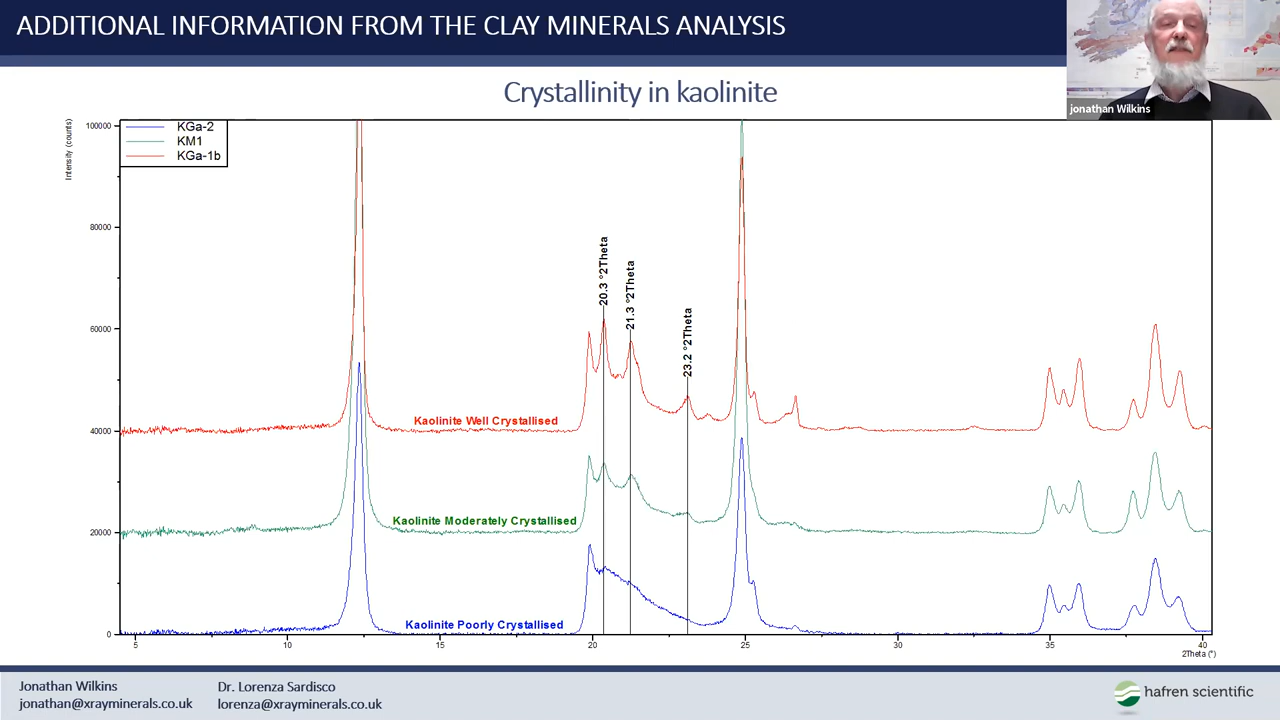 ADDITIONAL INFORMATION FROM THE CLAY MINERALS ANALYSIS
jonathan Wilkins
Crystallinity in kaolinite
KGa-2
KM1
KGa-1b
Intensity (counts)
100000
80000
60000
40000
20000
0
20.3 °2Theta
21.3 °2Theta
23.2 °2Theta
Kaolinite Well Crystallised
Kaolinite Moderately Crystallised
Kaolinite Poorly Crystallised
5 10 15 20 25 30 35 40
2Theta (°)
Jonathan Wilkins
jonathan@xrayminerals.co.uk
Dr. Lorenza Sardisco
lorenza@xrayminerals.co.uk
hafren scientific